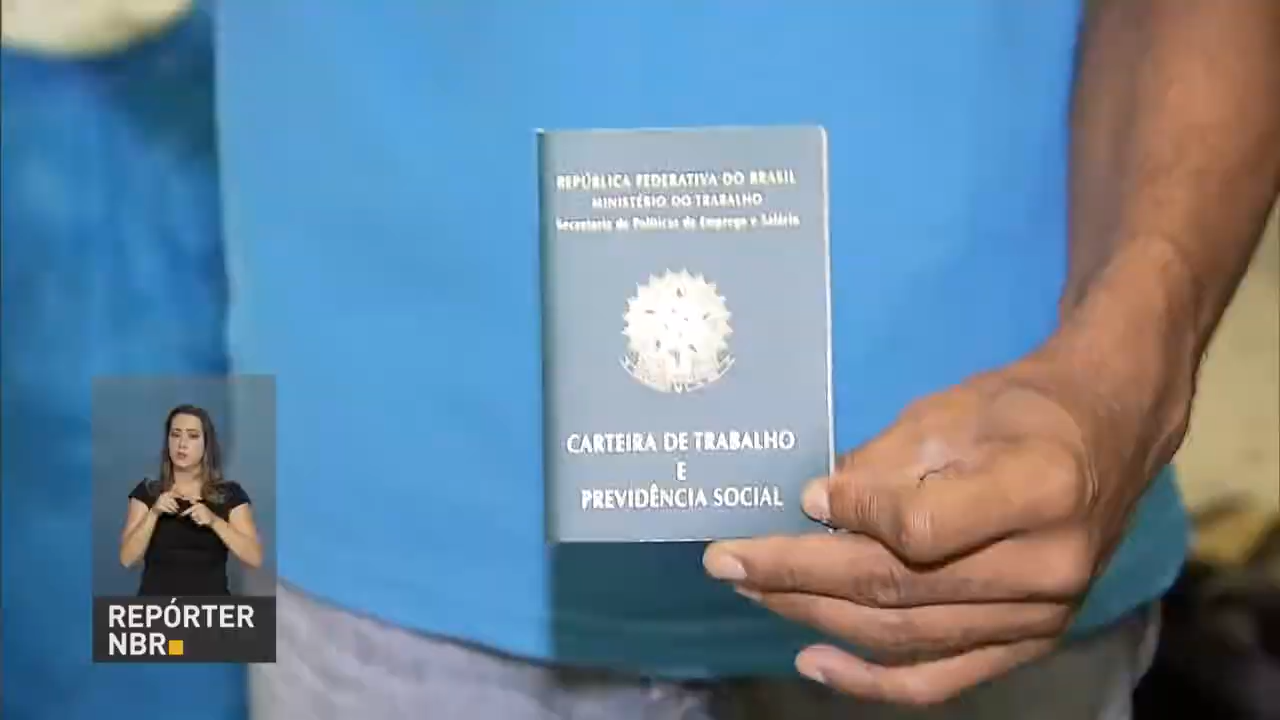 REPÚBLICA FEDERATIVA DO BRASIL
MINISTÉRIO DO TRABALHO
Secretaria de Políticas de Emprego e Salário
CARTEIRA DE TRABALHO
E
PREVIDÊNCIA SOCIAL
REPÓRTER
NBR